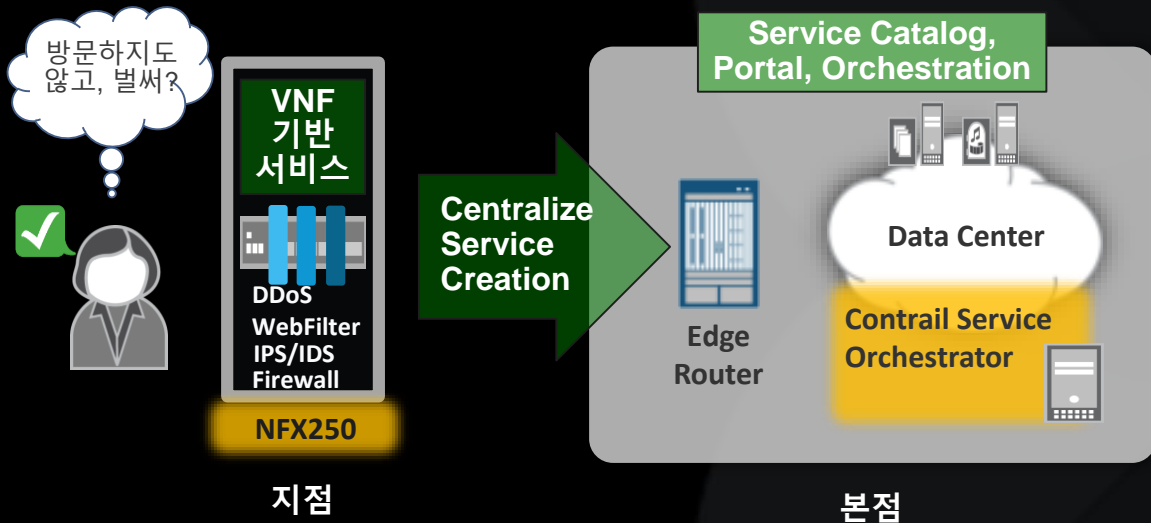 방문하지도
않고, 벌써?
VNF
기반
서비스
DDoS
WebFilter
IPS/IDS
Firewall
NFX250
지점
Centralize
Service
Creation
Service Catalog,
Portal, Orchestration
Edge
Router
Data Center
Contrail Service
Orchestrator
본점